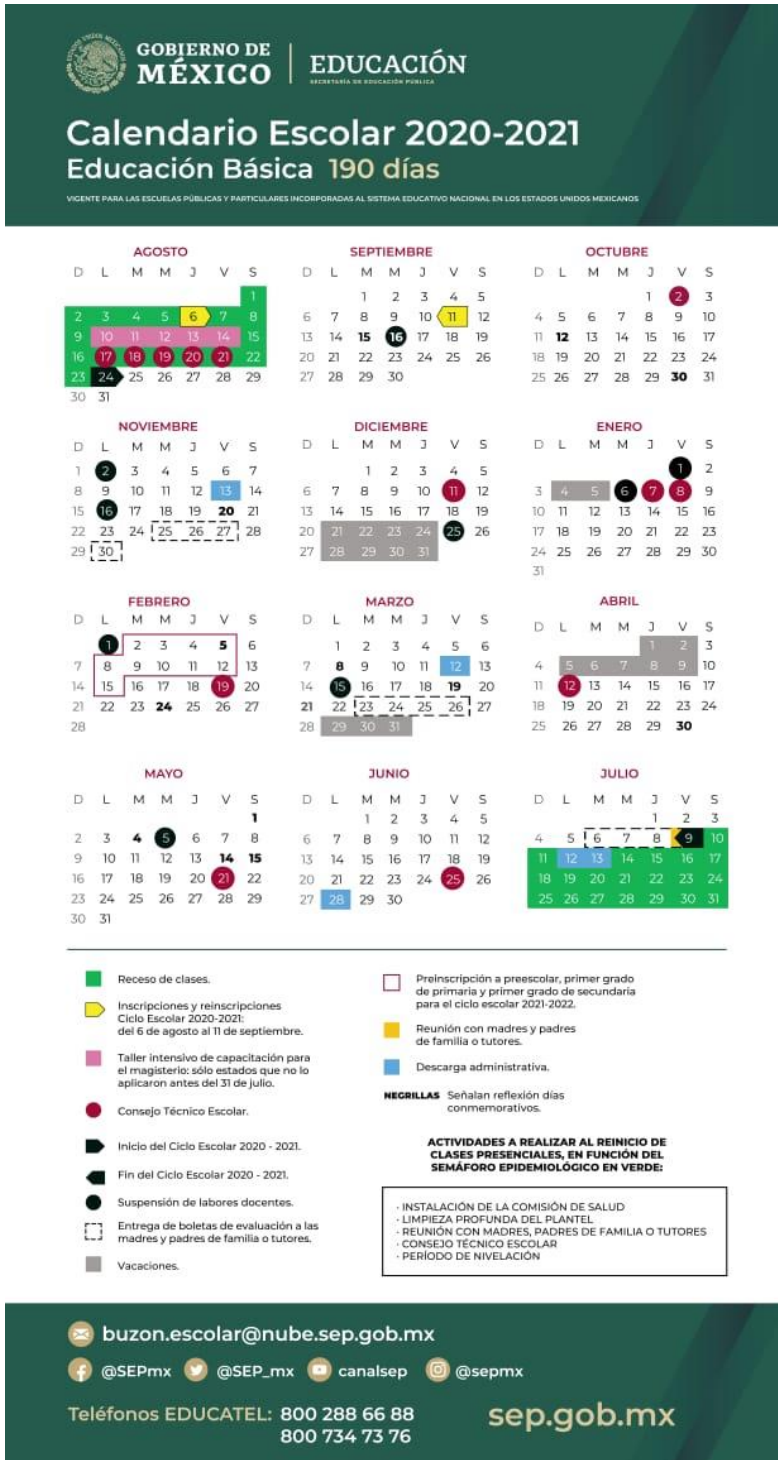 GOBIERNO DE
MÉXICO
EDUCACIÓN
SECRETARÍA DE EDUCACIÓN PÚBLICA
Calendario Escolar 2020-2021
Educación Básica 190 días
VIGENTE PARA LAS ESCUELAS PÚBLICAS Y PARTICULARES INCORPORADAS AL SISTEMA EDUCATIVO NACIONAL EN LOS ESTADOS UNIDOS MEXICANOS
AGOSTO
D L M M J V S
1
2 3 4 5 6 7 8
9 10 11 12 13 14 15
16 17 18 19 20 21 22
23 24 25 26 27 28 29
30 31
SEPTIEMBRE
D L M M J V S
1 2 3 4 5
6 7 8 9 10 11 12
13 14 15 16 17 18 19
20 21 22 23 24 25 26
27 28 29 30
OCTUBRE
D L M M J V S
1 2 3
4 5 6 7 8 9 10
11 12 13 14 15 16 17
18 19 20 21 22 23 24
25 26 27 28 29 30 31
NOVIEMBRE
D L M M J V S
1 2 3 4 5 6 7
8 9 10 11 12 13 14
15 16 17 18 19 20 21
22 23 24 25 26 27 28
29 30
DICIEMBRE
D L M M J V S
1 2 3 4 5
6 7 8 9 10 11 12
13 14 15 16 17 18 19
20 21 22 23 24 25 26
27 28 29 30 31
ENERO
D L M M J V S
1 2
3 4 5 6 7 8 9
10 11 12 13 14 15 16
17 18 19 20 21 22 23
24 25 26 27 28 29 30
31
FEBRERO
D L M M J V S
1 2 3 4 5 6
7 8 9 10 11 12 13
14 15 16 17 18 19 20
21 22 23 24 25 26 27
28
MARZO
D L M M J V S
1 2 3 4 5 6
7 8 9 10 11 12 13
14 15 16 17 18 19 20
21 22 23 24 25 26 27
28 29 30 31
ABRIL
D L M M J V S
1 2 3
4 5 6 7 8 9 10
11 12 13 14 15 16 17
18 19 20 21 22 23 24
25 26 27 28 29 30
MAYO
D L M M J V S
1
2 3 4 5 6 7 8
9 10 11 12 13 14 15
16 17 18 19 20 21 22
23 24 25 26 27 28 29
30 31
JUNIO
D L M M J V S
1 2 3 4 5
6 7 8 9 10 11 12
13 14 15 16 17 18 19
20 21 22 23 24 25 26
27 28 29 30
JULIO
D L M M J V S
1 2 3
4 5 6 7 8 9 10
11 12 13 14 15 16 17
18 19 20 21 22 23 24
25 26 27 28 29 30 31
Receso de clases.
Inscripciones y reinscripciones
Ciclo Escolar 2020-2021:
del 6 de agosto al 11 de septiembre.
Taller intensivo de capacitación para
el magisterio: sólo estados que no lo
aplicaron antes del 31 de julio.
Consejo Técnico Escolar.
Inicio del Ciclo Escolar 2020 - 2021.
Fin del Ciclo Escolar 2020 - 2021.
Suspensión de labores docentes.
Entrega de boletas de evaluación a las
madres y padres de familia o tutores.
Vacaciones.
Preinscripción a preescolar, primer grado
de primaria y primer grado de secundaria
para el ciclo escolar 2021-2022.
Reunión con madres y padres
de familia o tutores.
Descarga administrativa.
NEGRILLAS Señalan reflexión días
conmemorativos.
ACTIVIDADES A REALIZAR AL REINICIO DE
CLASES PRESENCIALES, EN FUNCIÓN DEL
SEMÁFORO EPIDEMIOLÓGICO EN VERDE:
· INSTALACIÓN DE LA COMISIÓN DE SALUD
· LIMPIEZA PROFUNDA DEL PLANTEL
· REUNIÓN CON MADRES, PADRES DE FAMILIA O TUTORES
· CONSEJO TÉCNICO ESCOLAR
· PERÍODO DE NIVELACIÓN
buzon.escolar@nube.sep.gob.mx
@SEPmx @SEP_mx canalsep @sepmx
Teléfonos EDUCATEL: 800 288 66 88
800 734 73 76
sep.gob.mx